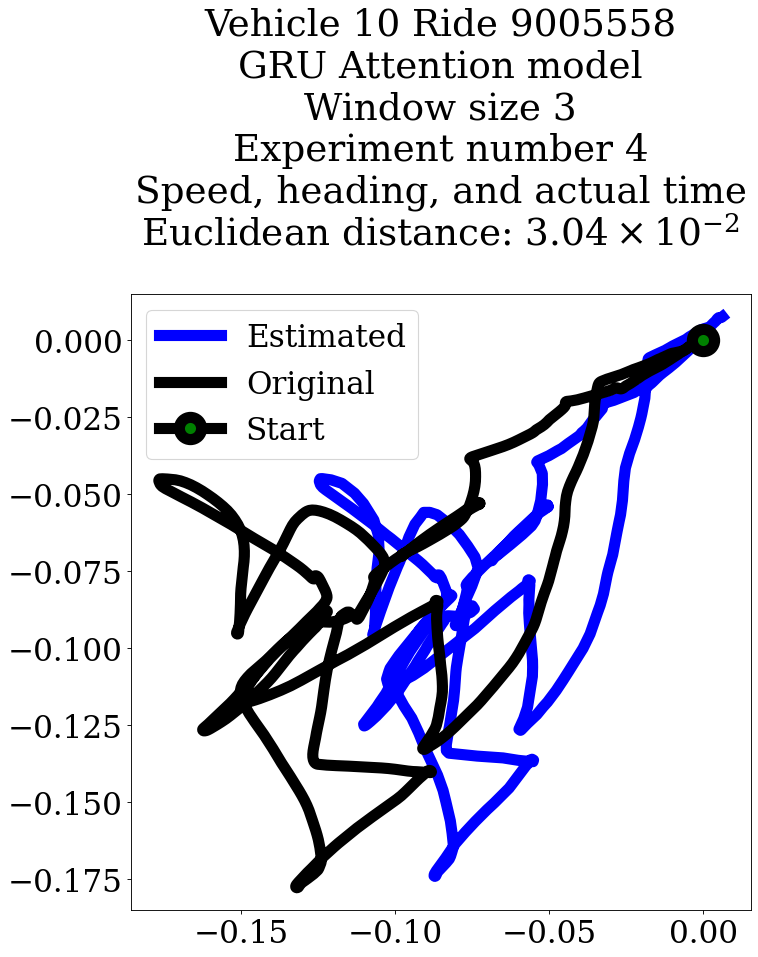 Vehicle 10 Ride 9005558
GRU Attention model
Window size 3
Experiment number 4
Speed, heading, and actual time
Euclidean distance: 3.04 × 10⁻²
Estimated
Original
Start
0.000
−0.025
−0.050
−0.075
−0.100
−0.125
−0.150
−0.175
−0.15 −0.10 −0.05 0.00